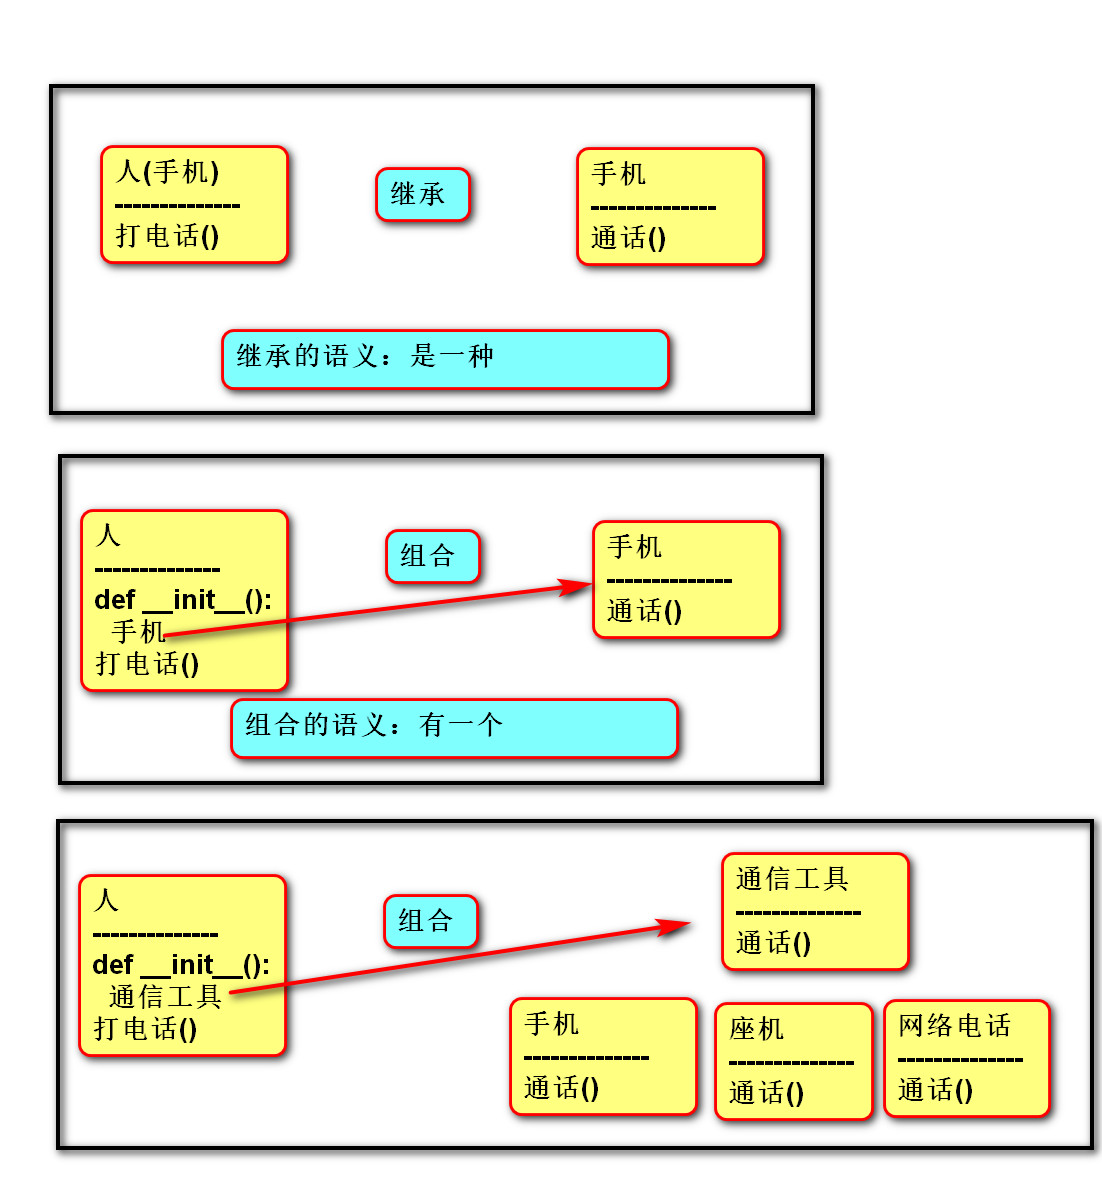 人(手机)
--------------
打电话()
继承
手机
--------------
通话()
继承的语义：是一种
人
--------------
def __init__():
手机
打电话()
组合
手机
--------------
通话()
组合的语义：有一个
人
--------------
def __init__():
通信工具
打电话()
组合
通信工具
--------------
通话()
手机
--------------
通话()
座机
--------------
通话()
网络电话
--------------
通话()